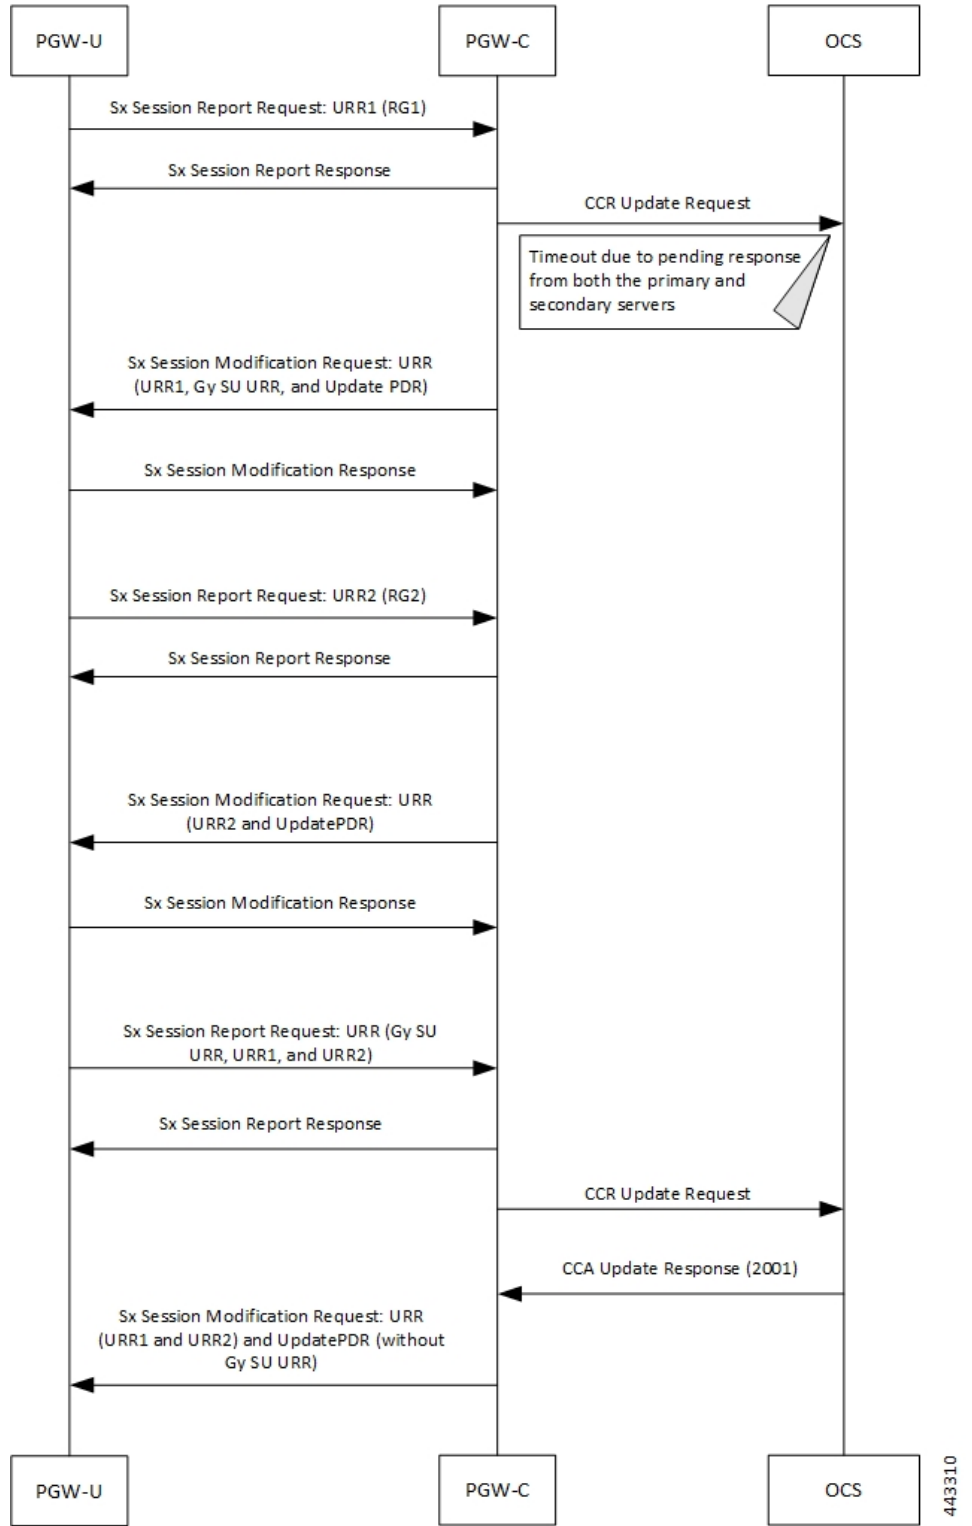 PGW-U
PGW-C
OCS
Sx Session Report Request: URR1 (RG1)
Sx Session Report Response
CCR Update Request
Timeout due to pending response
from both the primary and
secondary servers
Sx Session Modification Request: URR
(URR1, Gy SU URR, and Update PDR)
Sx Session Modification Response
Sx Session Report Request: URR2 (RG2)
Sx Session Report Response
Sx Session Modification Request: URR
(URR2 and UpdatePDR)
Sx Session Modification Response
Sx Session Report Request: URR (Gy SU
URR, URR1, and URR2)
Sx Session Report Response
CCR Update Request
CCA Update Response (2001)
Sx Session Modification Request: URR
(URR1 and URR2) and UpdatePDR (without
Gy SU URR)
PGW-U
PGW-C
OCS
443310